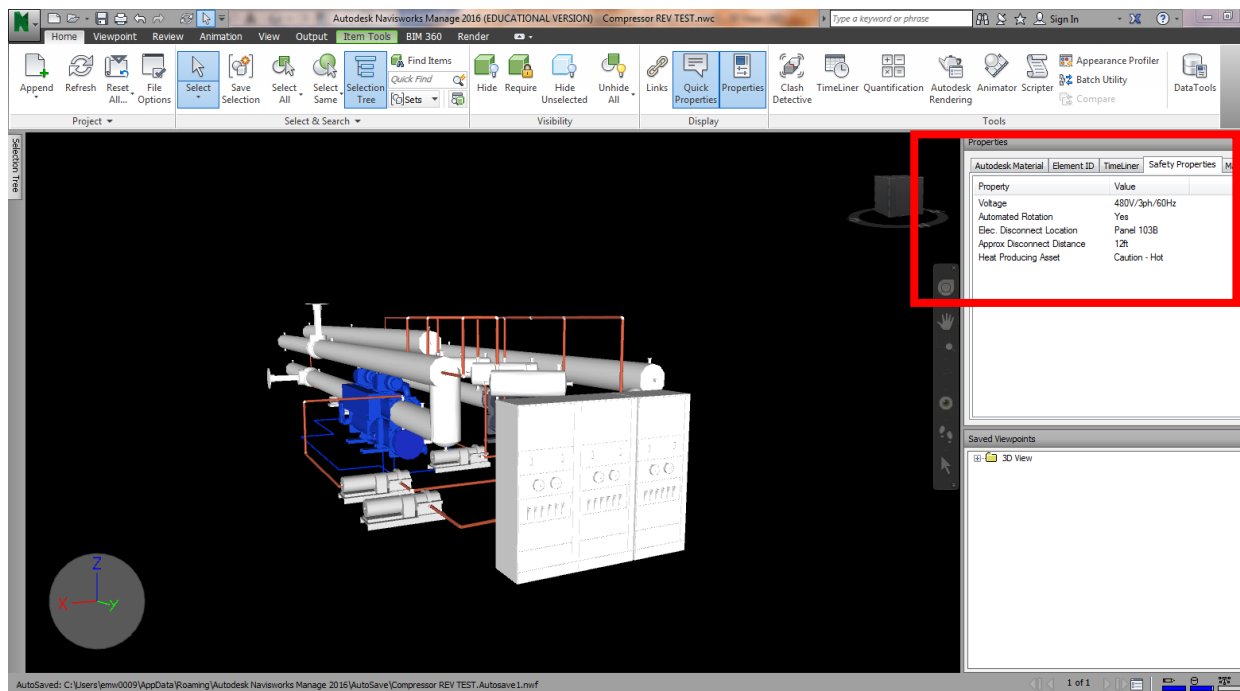 Autodesk Navisworks Manage 2016 (EDUCATIONAL VERSION) Compressor REV TEST.nwc
Type a keyword or phrase
Sign In
Home Viewpoint Review Animation View Output Item Tools BIM 360 Render
Append
Refresh
Reset All...
File Options
Select
Save Selection
Select All
Select Same
Selection Tree
Find Items
Quick Find
Sets
Hide
Require
Hide Unselected
Unhide All
Links
Quick Properties
Properties
Clash Detective
TimeLiner
Quantification
Autodesk Rendering
Animator
Scripter
Appearance Profiler
Batch Utility
Compare
DataTools
Project
Select & Search
Visibility
Display
Tools
Selection Tree
Properties
Autodesk Material Element ID TimeLiner Safety Properties
Property Value
Voltage 480V/3ph/60Hz
Automated Rotation Yes
Elec. Disconnect Location Panel 103B
Approx Disconnect Distance 12ft
Heat Producing Asset Caution - Hot
Saved Viewpoints
3D View
Z
X
Y
AutoSaved: C:\Users\emw0009\AppData\Roaming\Autodesk Navisworks Manage 2016\AutoSave\Compressor REV TEST.Autosave1.nwf
1 of 1